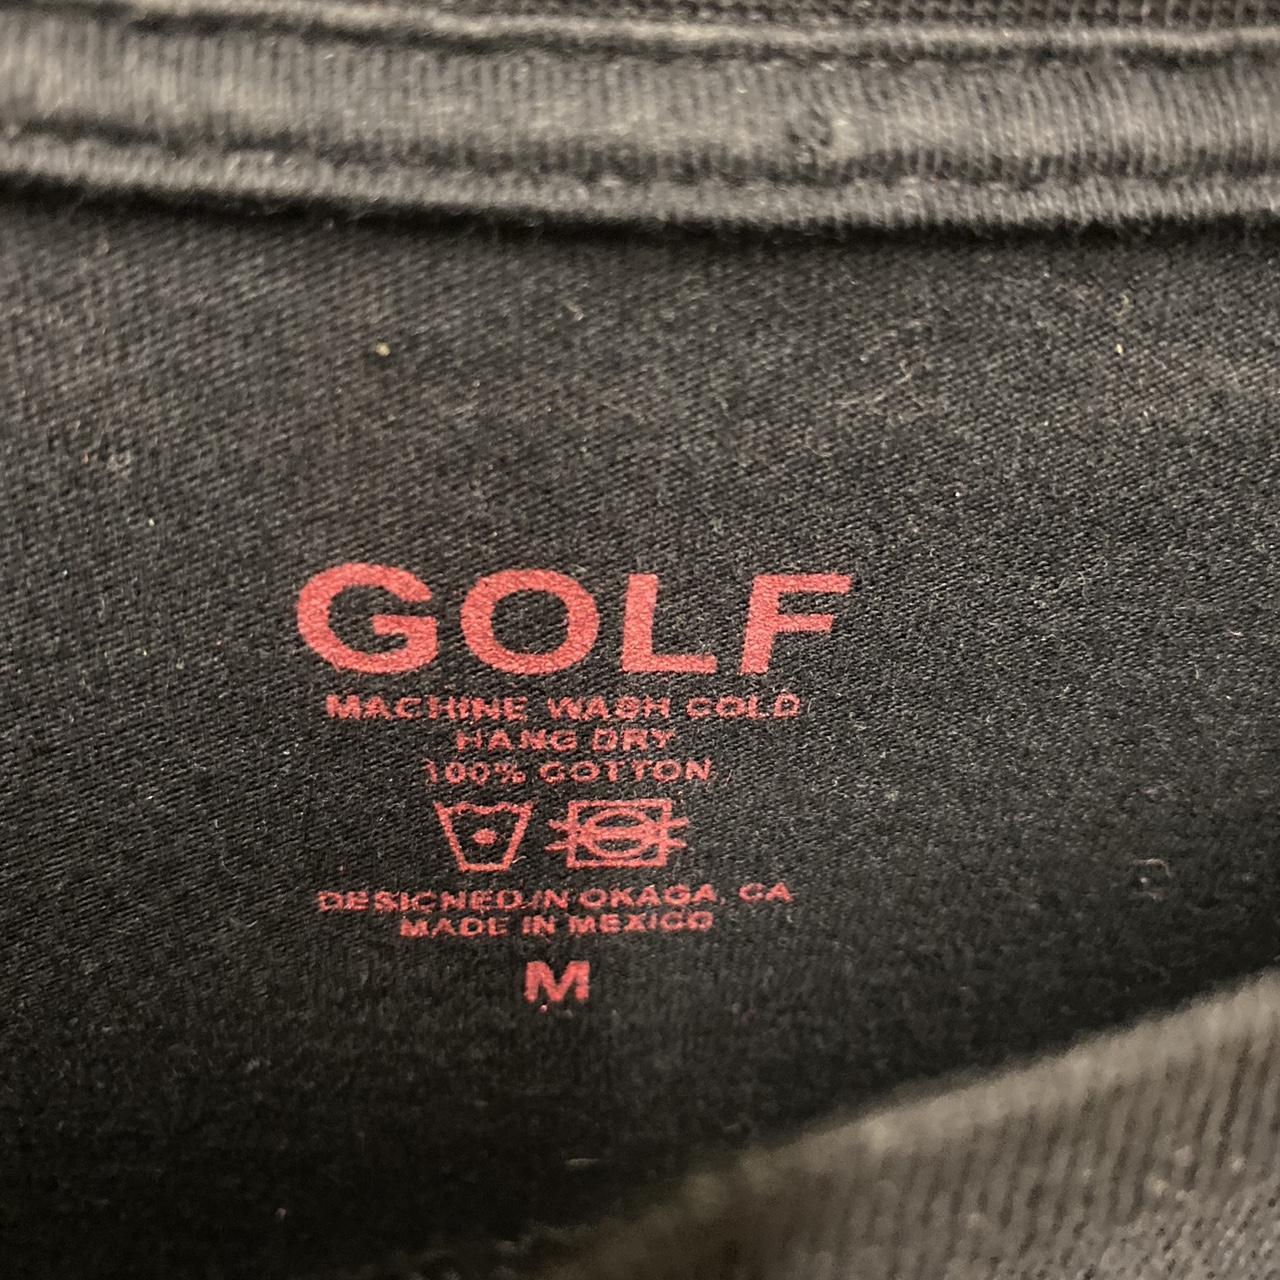 GOLF
MACHINE WASH COLD
HANG DRY
100% COTTON
DESIGNED IN OKAGA, CA
MADE IN MEXICO
M